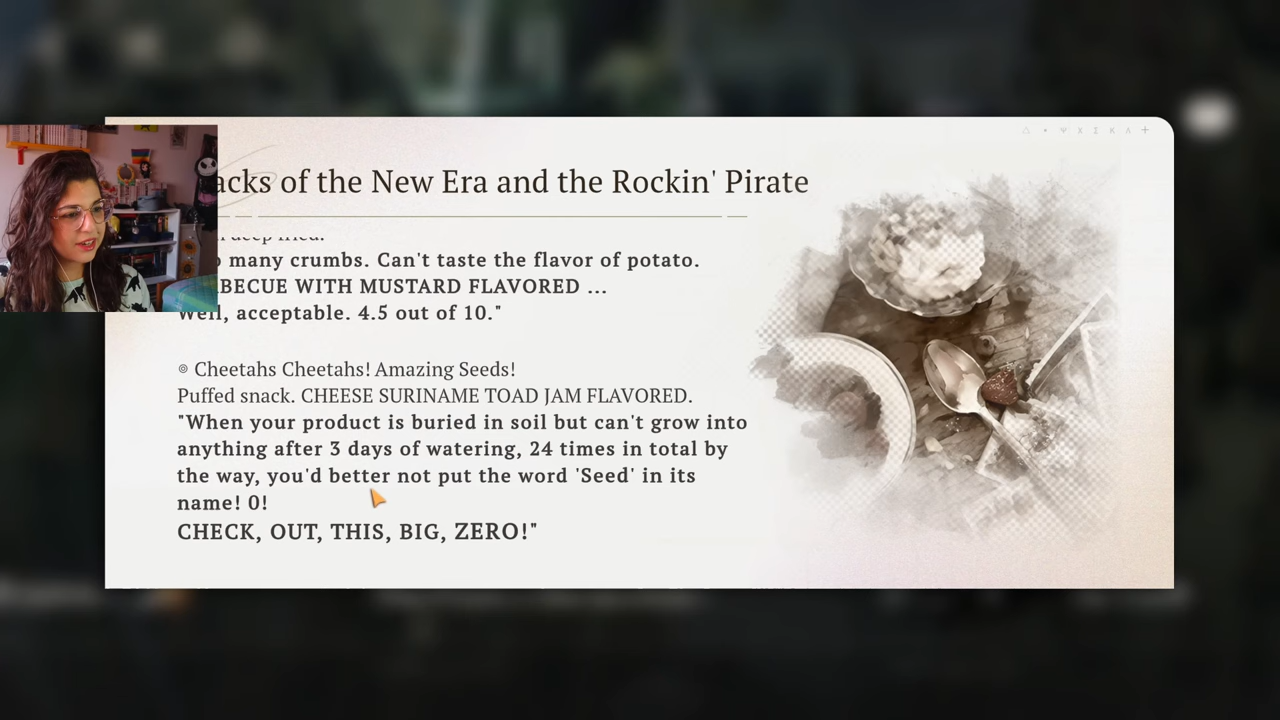 acks of the New Era and the Rockin' Pirate
many crumbs. Can't taste the flavor of potato.
BECUE WITH MUSTARD FLAVORED ...
Well, acceptable. 4.5 out of 10."
◎ Cheetahs Cheetahs! Amazing Seeds!
Puffed snack. CHEESE SURINAME TOAD JAM FLAVORED.
"When your product is buried in soil but can't grow into
anything after 3 days of watering, 24 times in total by
the way, you'd better not put the word 'Seed' in its
name! 0!
CHECK, OUT, THIS, BIG, ZERO!"